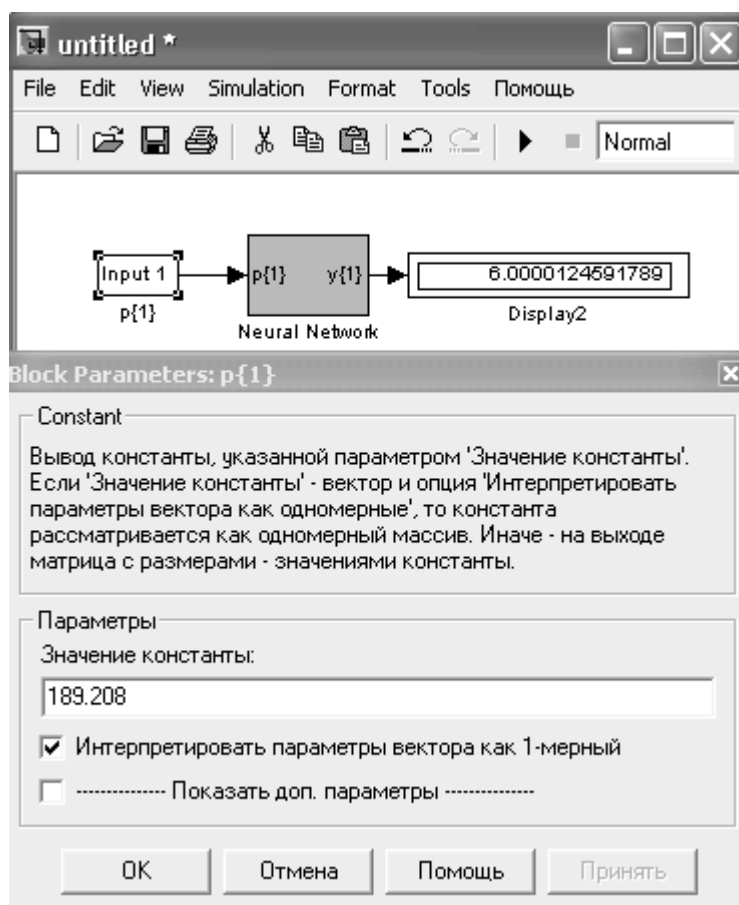 untitled *
File Edit View Simulation Format Tools Помощь
Normal
Input 1
p{1}
p{1} y{1}
Neural Network
6.0000124591789
Display2
Block Parameters: p{1}
Constant
Вывод константы, указанной параметром 'Значение константы'.
Если 'Значение константы' - вектор и опция 'Интерпретировать
параметры вектора как одномерные', то константа
рассматривается как одномерный массив. Иначе - на выходе
матрица с размерами - значениями константы.
Параметры
Значение константы:
189.208
Интерпретировать параметры вектора как 1-мерный
--------------- Показать доп. параметры ---------------
OK Отмена Помощь Принять